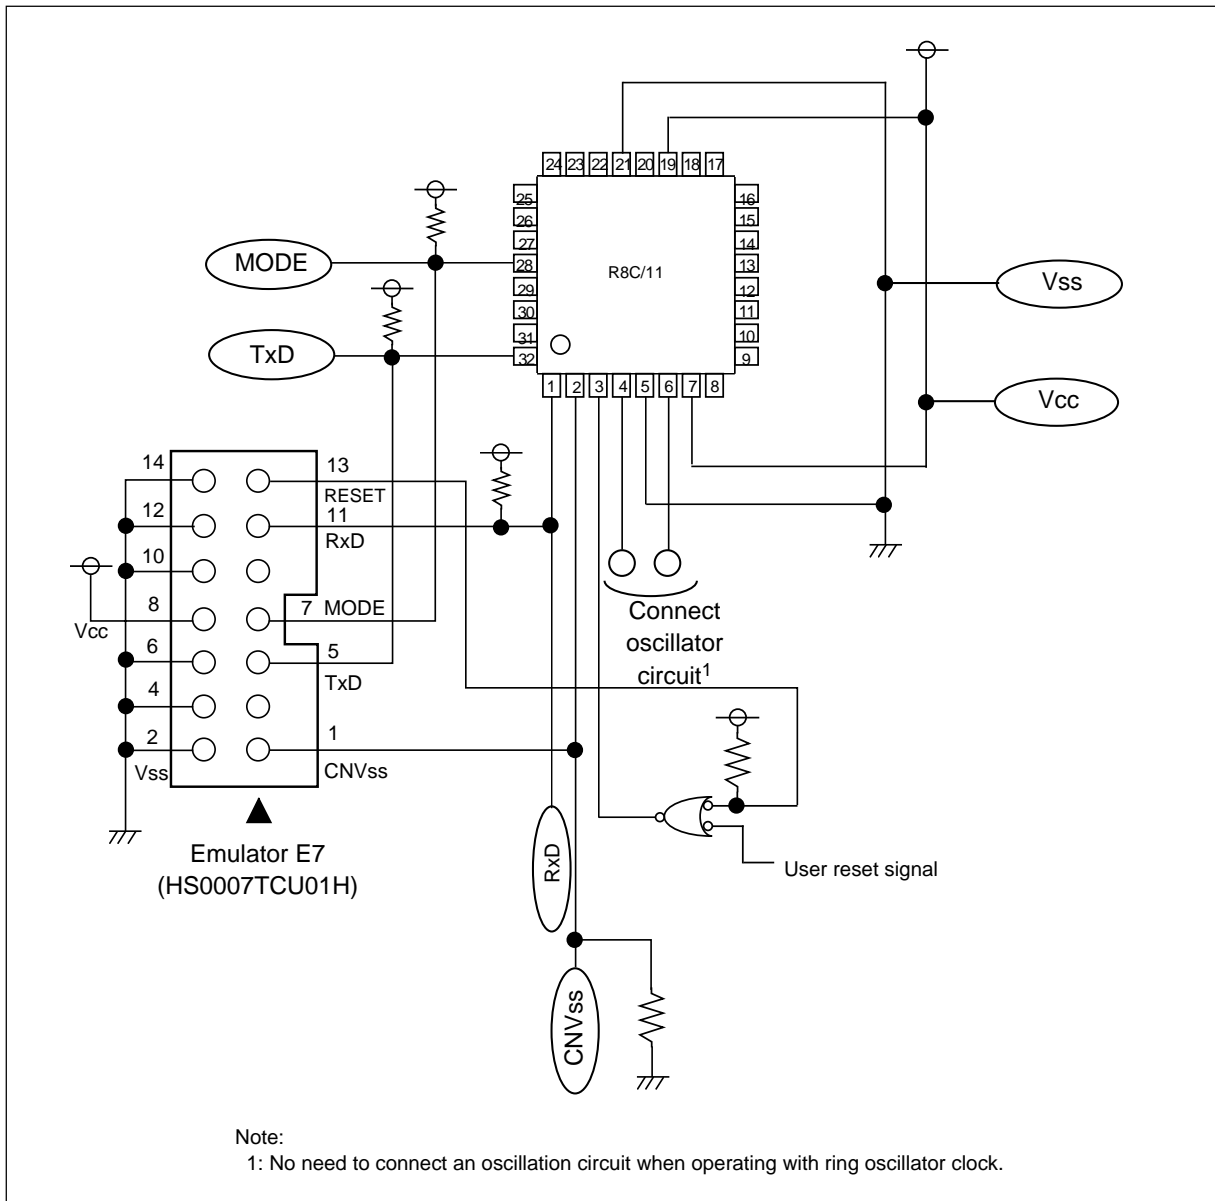 24 23 22 21 20 19 18 17
25 16
26 15
27 14
MODE 28 R8C/11 13
29 12 Vss
30 11
31 10
TxD 32 9
1 2 3 4 5 6 7 8
Vcc
14 13
RESET
12 11
RxD
10
8 7 MODE
Vcc
6 5
TxD
4
2 1
Vss CNVss
Connect
oscillator
circuit1
Emulator E7
(HS0007TCU01H)
RxD
User reset signal
CNVss
Note:
1: No need to connect an oscillation circuit when operating with ring oscillator clock.